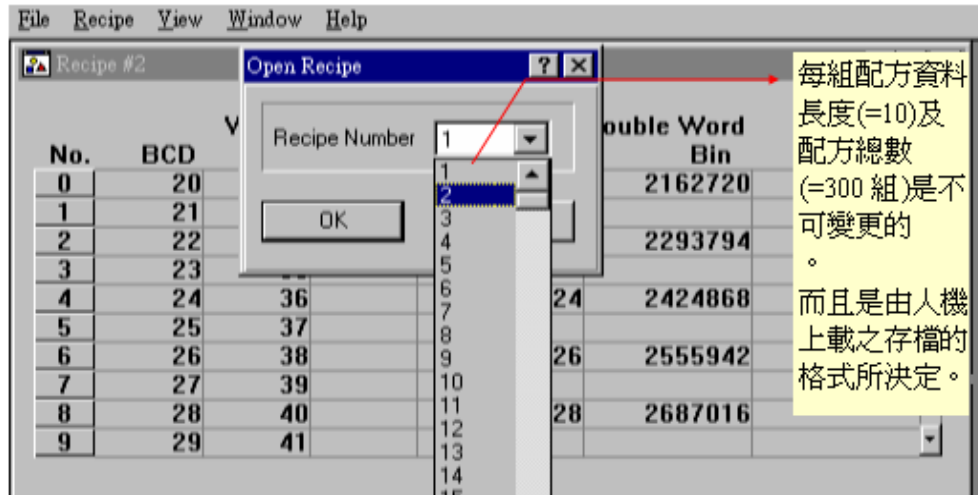 File Recipe View Window Help
Recipe #2
Open Recipe
Recipe Number 1
OK
ouble Word
No. BCD Bin
0 20 2162720
1 21
2 22 2293794
3 23
4 24 36 24 2424868
5 25 37
6 26 38 26 2555942
7 27 39
8 28 40 28 2687016
9 29 41
1
2
3
4
5
6
7
8
9
10
11
12
13
14
每組配方資料
長度(=10)及
配方總數
(=300 組)是不
可變更的
。
而且是由人機
上載之存檔的
格式所決定。